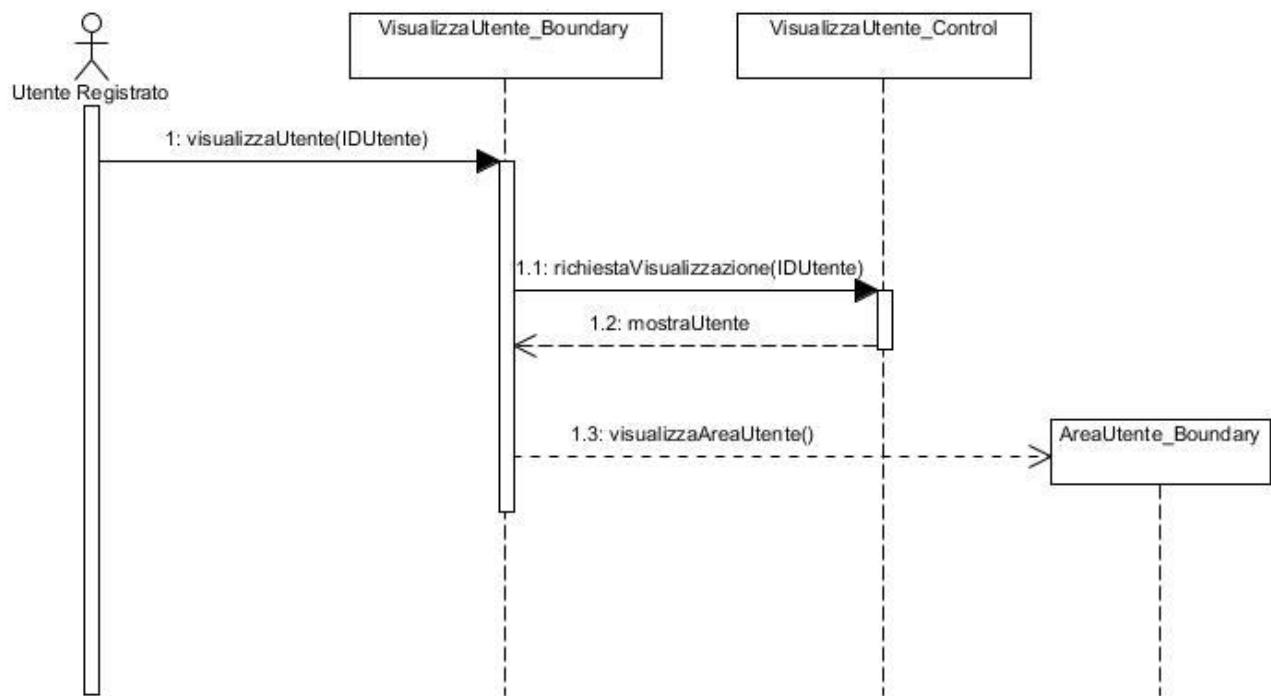 VisualizzaUtente_Boundary
VisualizzaUtente_Control
Utente Registrato
1: visualizzaUtente(IDUtente)
1.1: richiestaVisualizzazione(IDUtente)
1.2: mostraUtente
1.3: visualizzaAreaUtente()
AreaUtente_Boundary